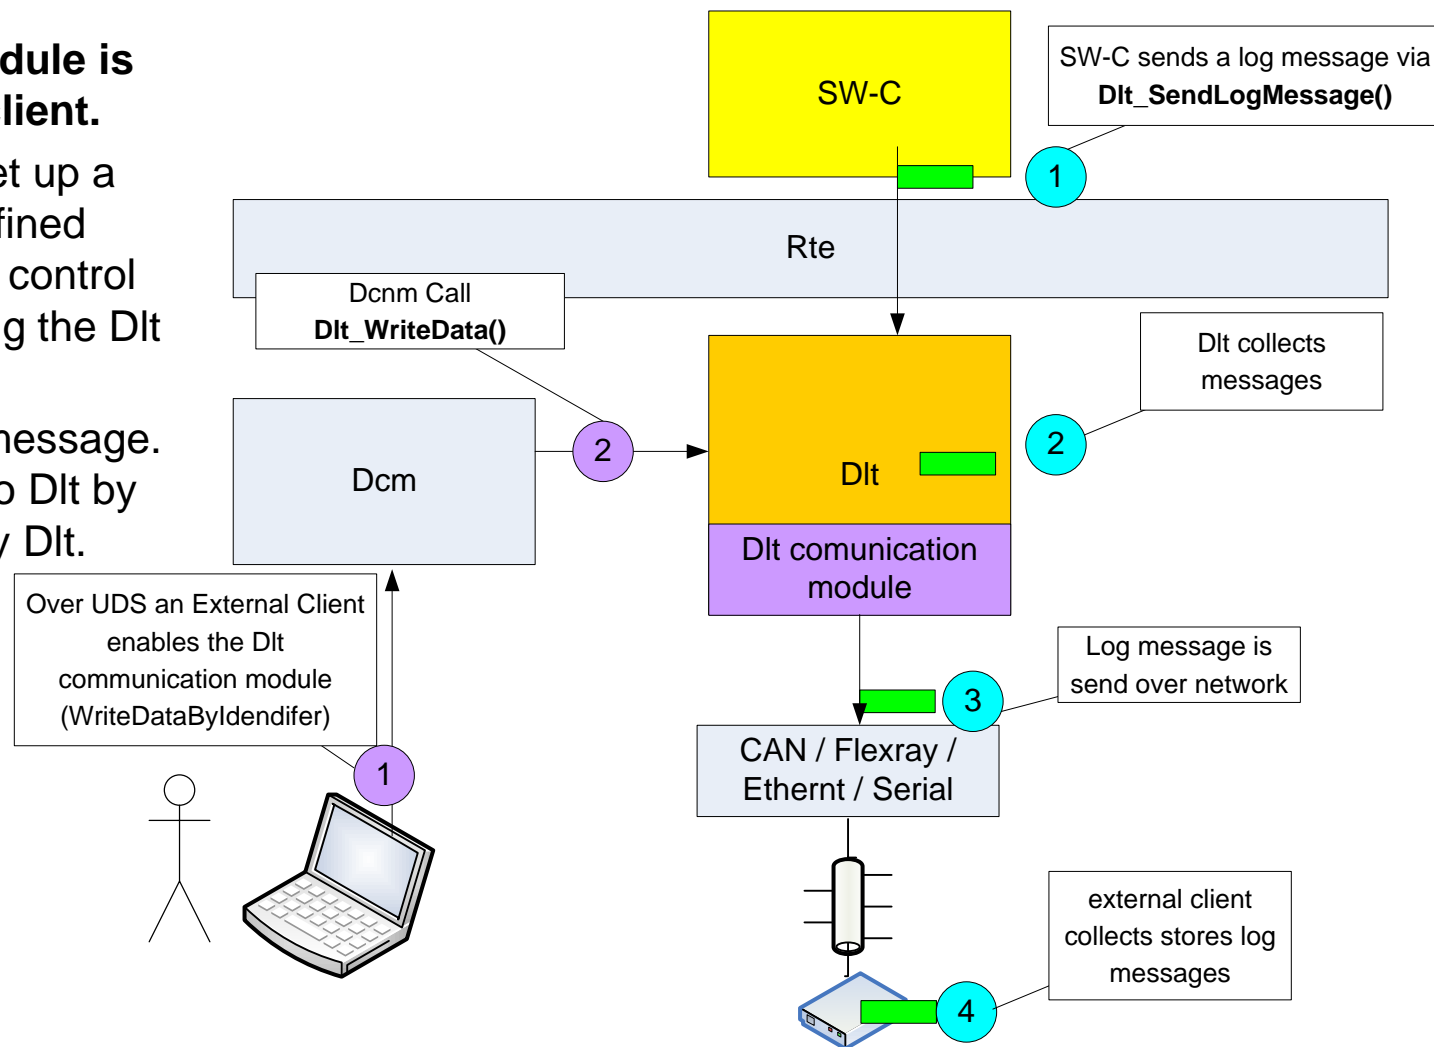 dule is
lient.
et up a
fined
control
g the Dlt
nessage.
o Dlt by
y Dlt.
SW-C
SW-C sends a log message via
Dlt_SendLogMessage()
1
Rte
Dcnm Call
Dlt_WriteData()
Dlt collects
messages
2
2
Dcm
Dlt
Dlt comunication
module
Over UDS an External Client
enables the Dlt
communication module
(WriteDataByIdendifer)
1
Log message is
send over network
3
CAN / Flexray /
Ethernt / Serial
external client
collects stores log
messages
4